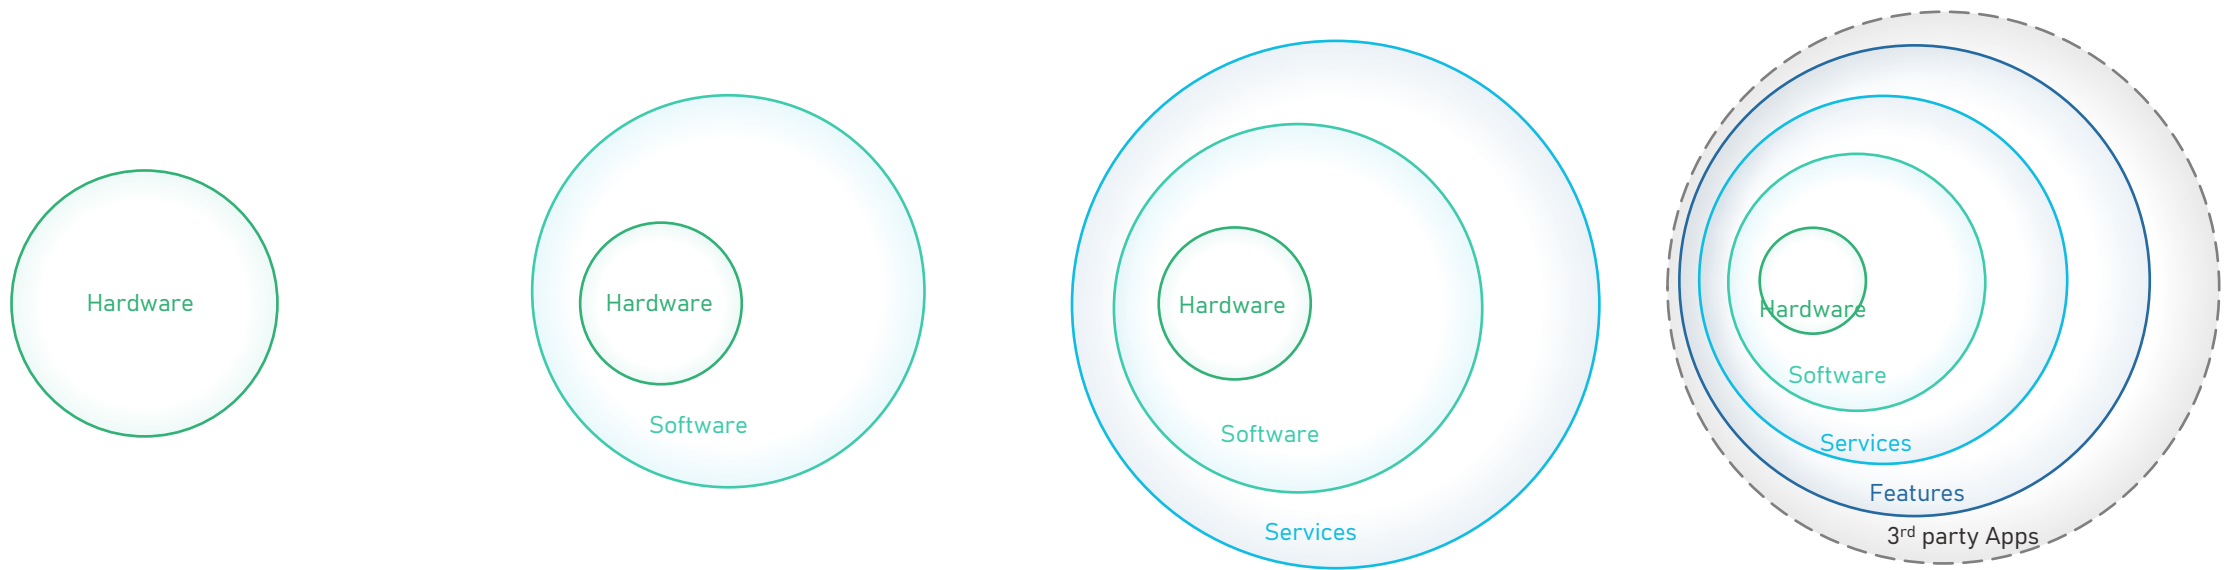 Hardware
Hardware
Software
Hardware
Software
Services
Hardware
Software
Services
Features
3rd party Apps